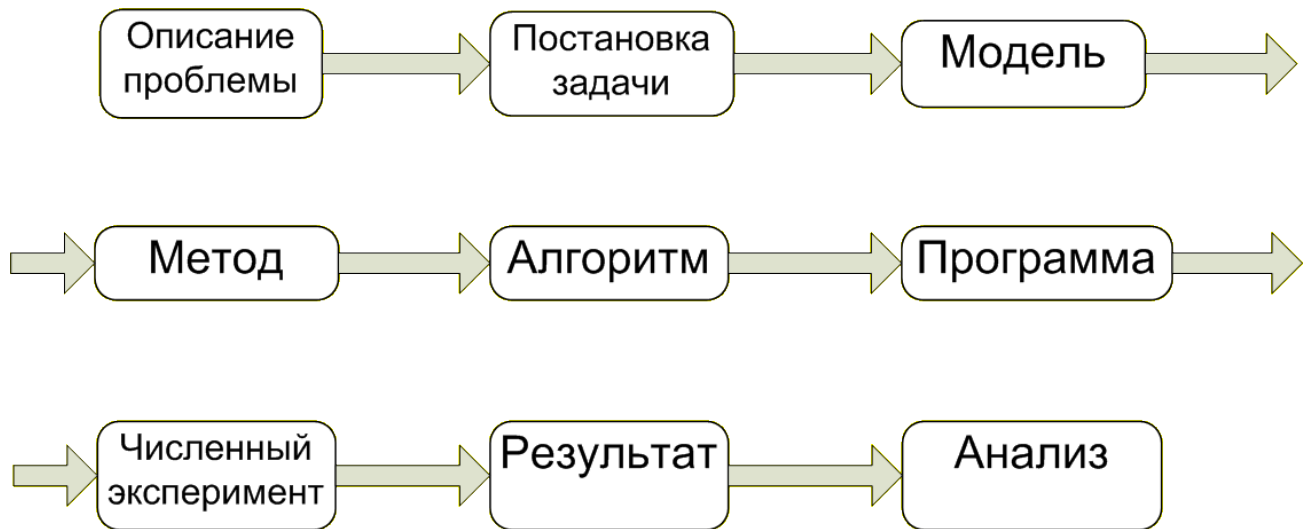 Описание
проблемы
Постановка
задачи
Модель
Метод
Алгоритм
Программа
Численный
эксперимент
Результат
Анализ